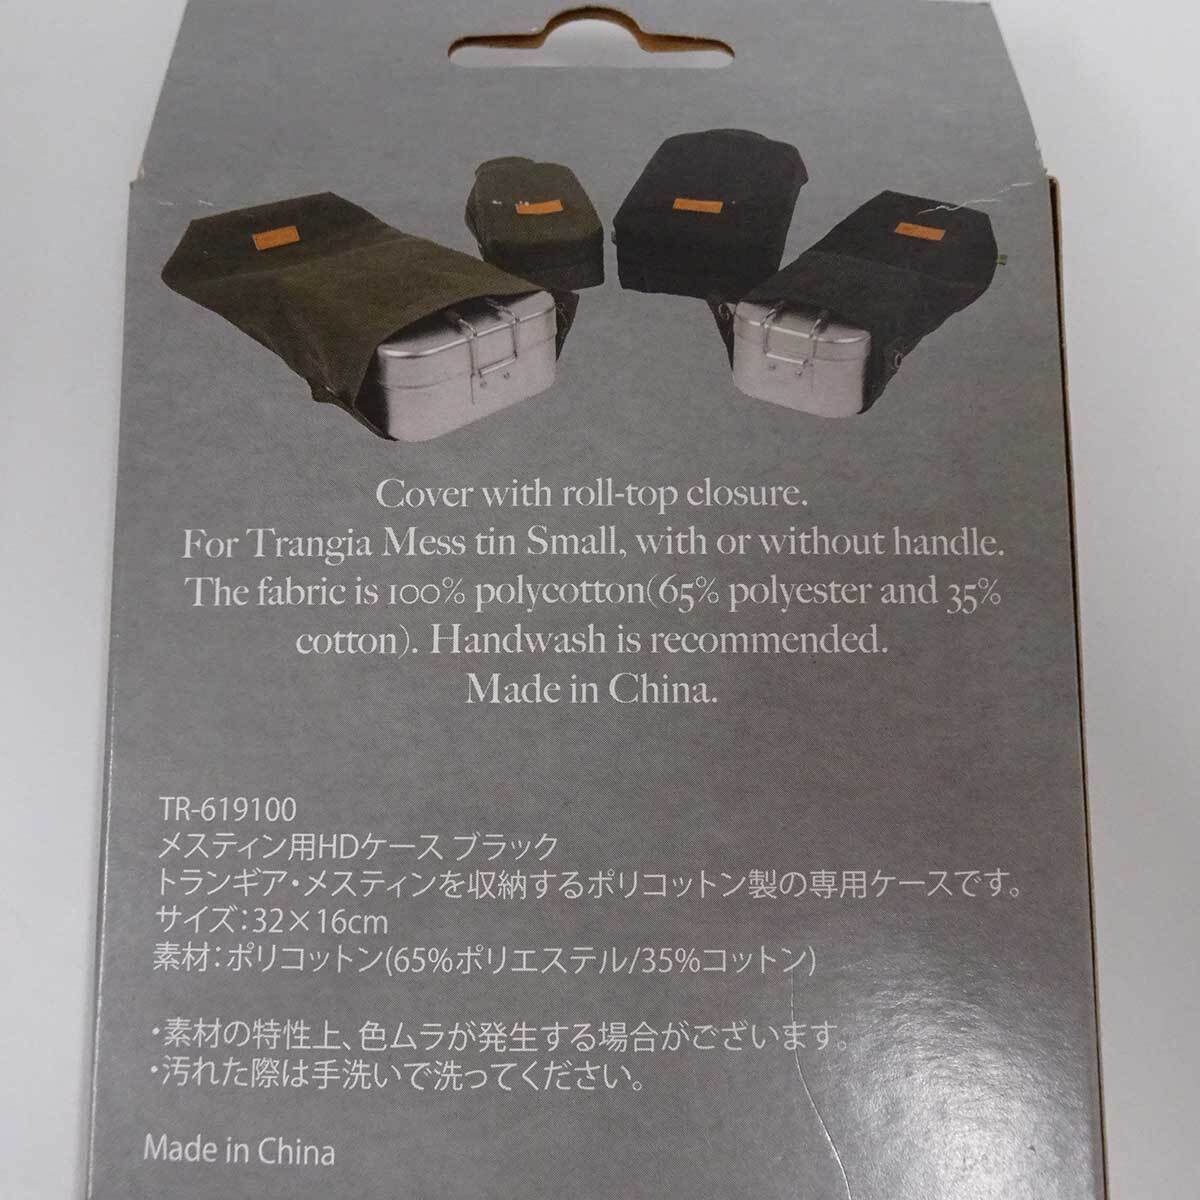 Cover with roll-top closure.
For Trangia Mess tin Small, with or without handle.
The fabric is 100% polycotton(65% polyester and 35%
cotton). Handwash is recommended.
Made in China.
TR-619100
メスティン用HDケース ブラック
トランギア・メスティンを収納するポリコットン製の専用ケースです。
サイズ：32×16cm
素材：ポリコットン(65%ポリエステル/35%コットン)
・素材の特性上、色ムラが発生する場合がございます。
・汚れた際は手洗いで洗ってください。
Made in China